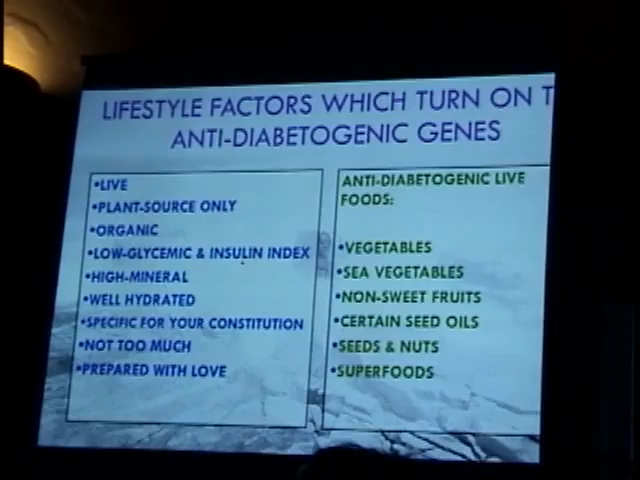 LIFESTYLE FACTORS WHICH TURN ON T
ANTI-DIABETOGENIC GENES
•LIVE
•PLANT-SOURCE ONLY
•ORGANIC
•LOW-GLYCEMIC & INSULIN INDEX
•HIGH-MINERAL
•WELL HYDRATED
•SPECIFIC FOR YOUR CONSTITUTION
•NOT TOO MUCH
•PREPARED WITH LOVE
ANTI-DIABETOGENIC LIVE
FOODS:
•VEGETABLES
•SEA VEGETABLES
•NON-SWEET FRUITS
•CERTAIN SEED OILS
•SEEDS & NUTS
•SUPERFOODS